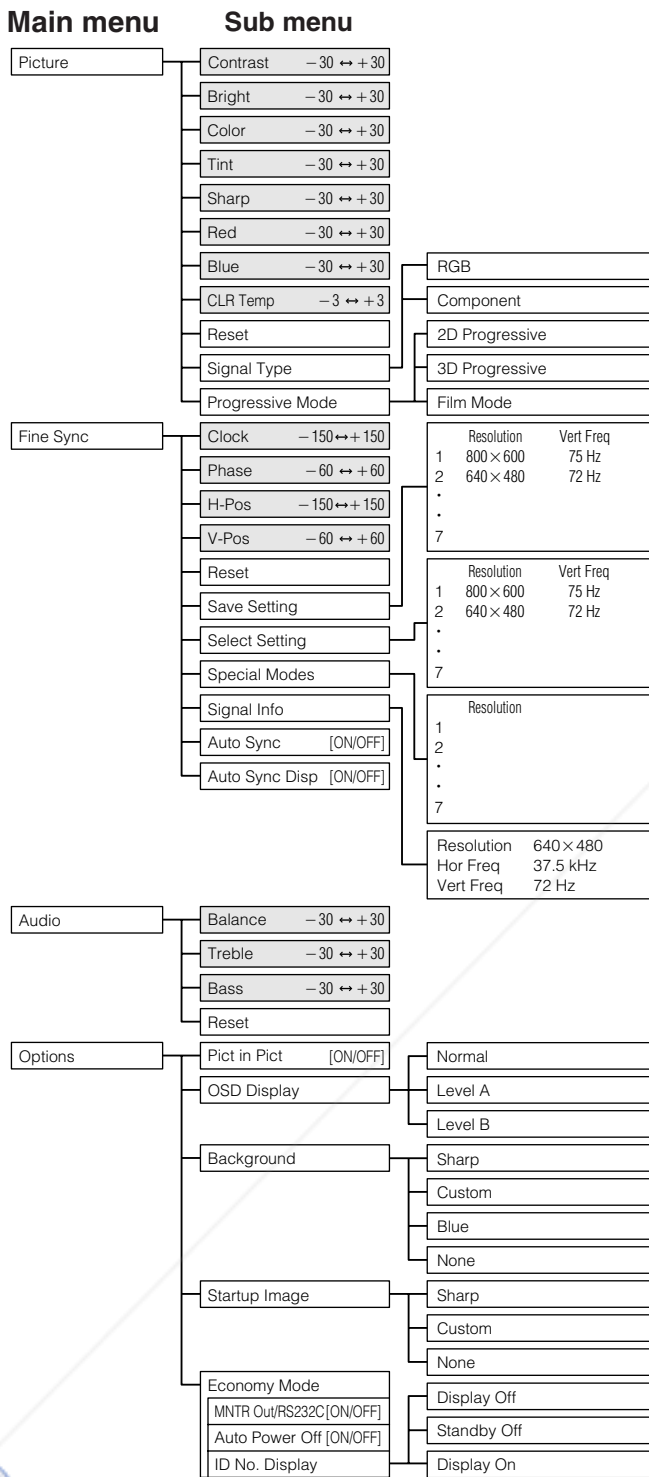 Main menu Sub menu
Picture
Contrast −30 ↔ +30
Bright −30 ↔ +30
Color −30 ↔ +30
Tint −30 ↔ +30
Sharp −30 ↔ +30
Red −30 ↔ +30
Blue −30 ↔ +30
CLR Temp −3 ↔ +3
Reset
Signal Type
Progressive Mode
RGB
Component
2D Progressive
3D Progressive
Film Mode
Fine Sync
Clock −150↔+150
Phase −60 ↔ +60
H-Pos −150↔+150
V-Pos −60 ↔ +60
Reset
Save Setting
Select Setting
Special Modes
Signal Info
Auto Sync [ON/OFF]
Auto Sync Disp [ON/OFF]
Resolution Vert Freq
1 800×600 75 Hz
2 640×480 72 Hz
·
·
7
Resolution Vert Freq
1 800×600 75 Hz
2 640×480 72 Hz
·
·
7
Resolution
1
2
·
·
7
Resolution 640×480
Hor Freq 37.5 kHz
Vert Freq 72 Hz
Audio
Balance −30 ↔ +30
Treble −30 ↔ +30
Bass −30 ↔ +30
Reset
Options
Pict in Pict [ON/OFF]
OSD Display
Normal
Level A
Level B
Background
Sharp
Custom
Blue
None
Startup Image
Sharp
Custom
None
Economy Mode
MNTR Out/RS232C[ON/OFF]
Auto Power Off [ON/OFF]
ID No. Display
Display Off
Standby Off
Display On